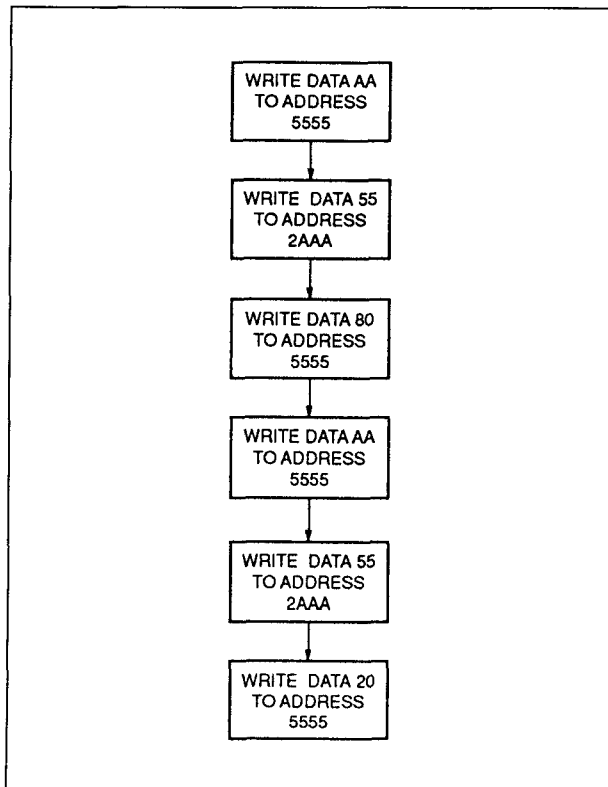 WRITE DATA AA
TO ADDRESS
5555
WRITE DATA 55
TO ADDRESS
2AAA
WRITE DATA 80
TO ADDRESS
5555
WRITE DATA AA
TO ADDRESS
5555
WRITE DATA 55
TO ADDRESS
2AAA
WRITE DATA 20
TO ADDRESS
5555